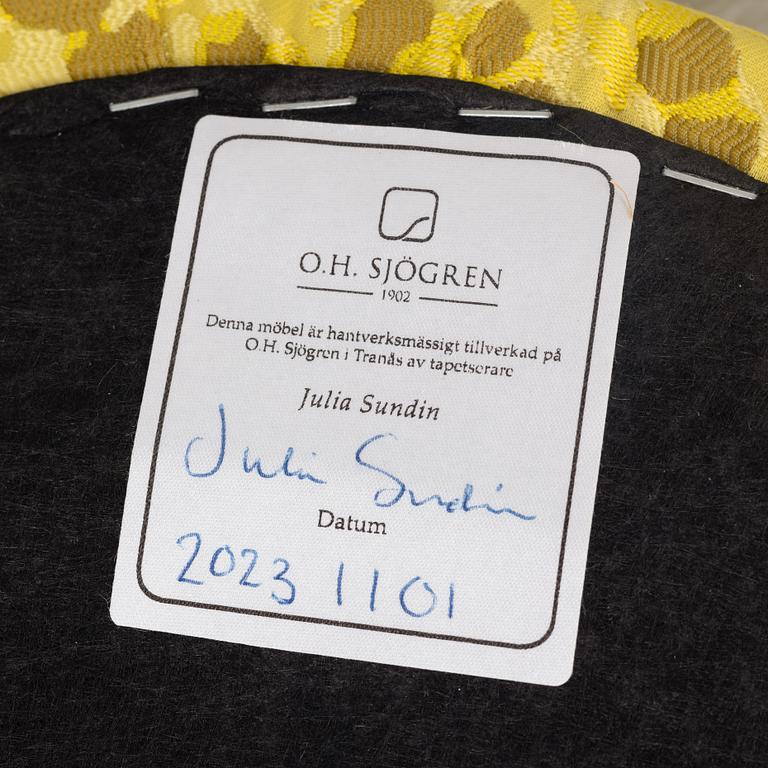 O.H. SJÖGREN
1902
Denna möbel är hantverksmässigt tillverkad på
O.H. Sjögren i Tranås av tapetserare
Julia Sundin
Julia Sundin
Datum
2023 1101